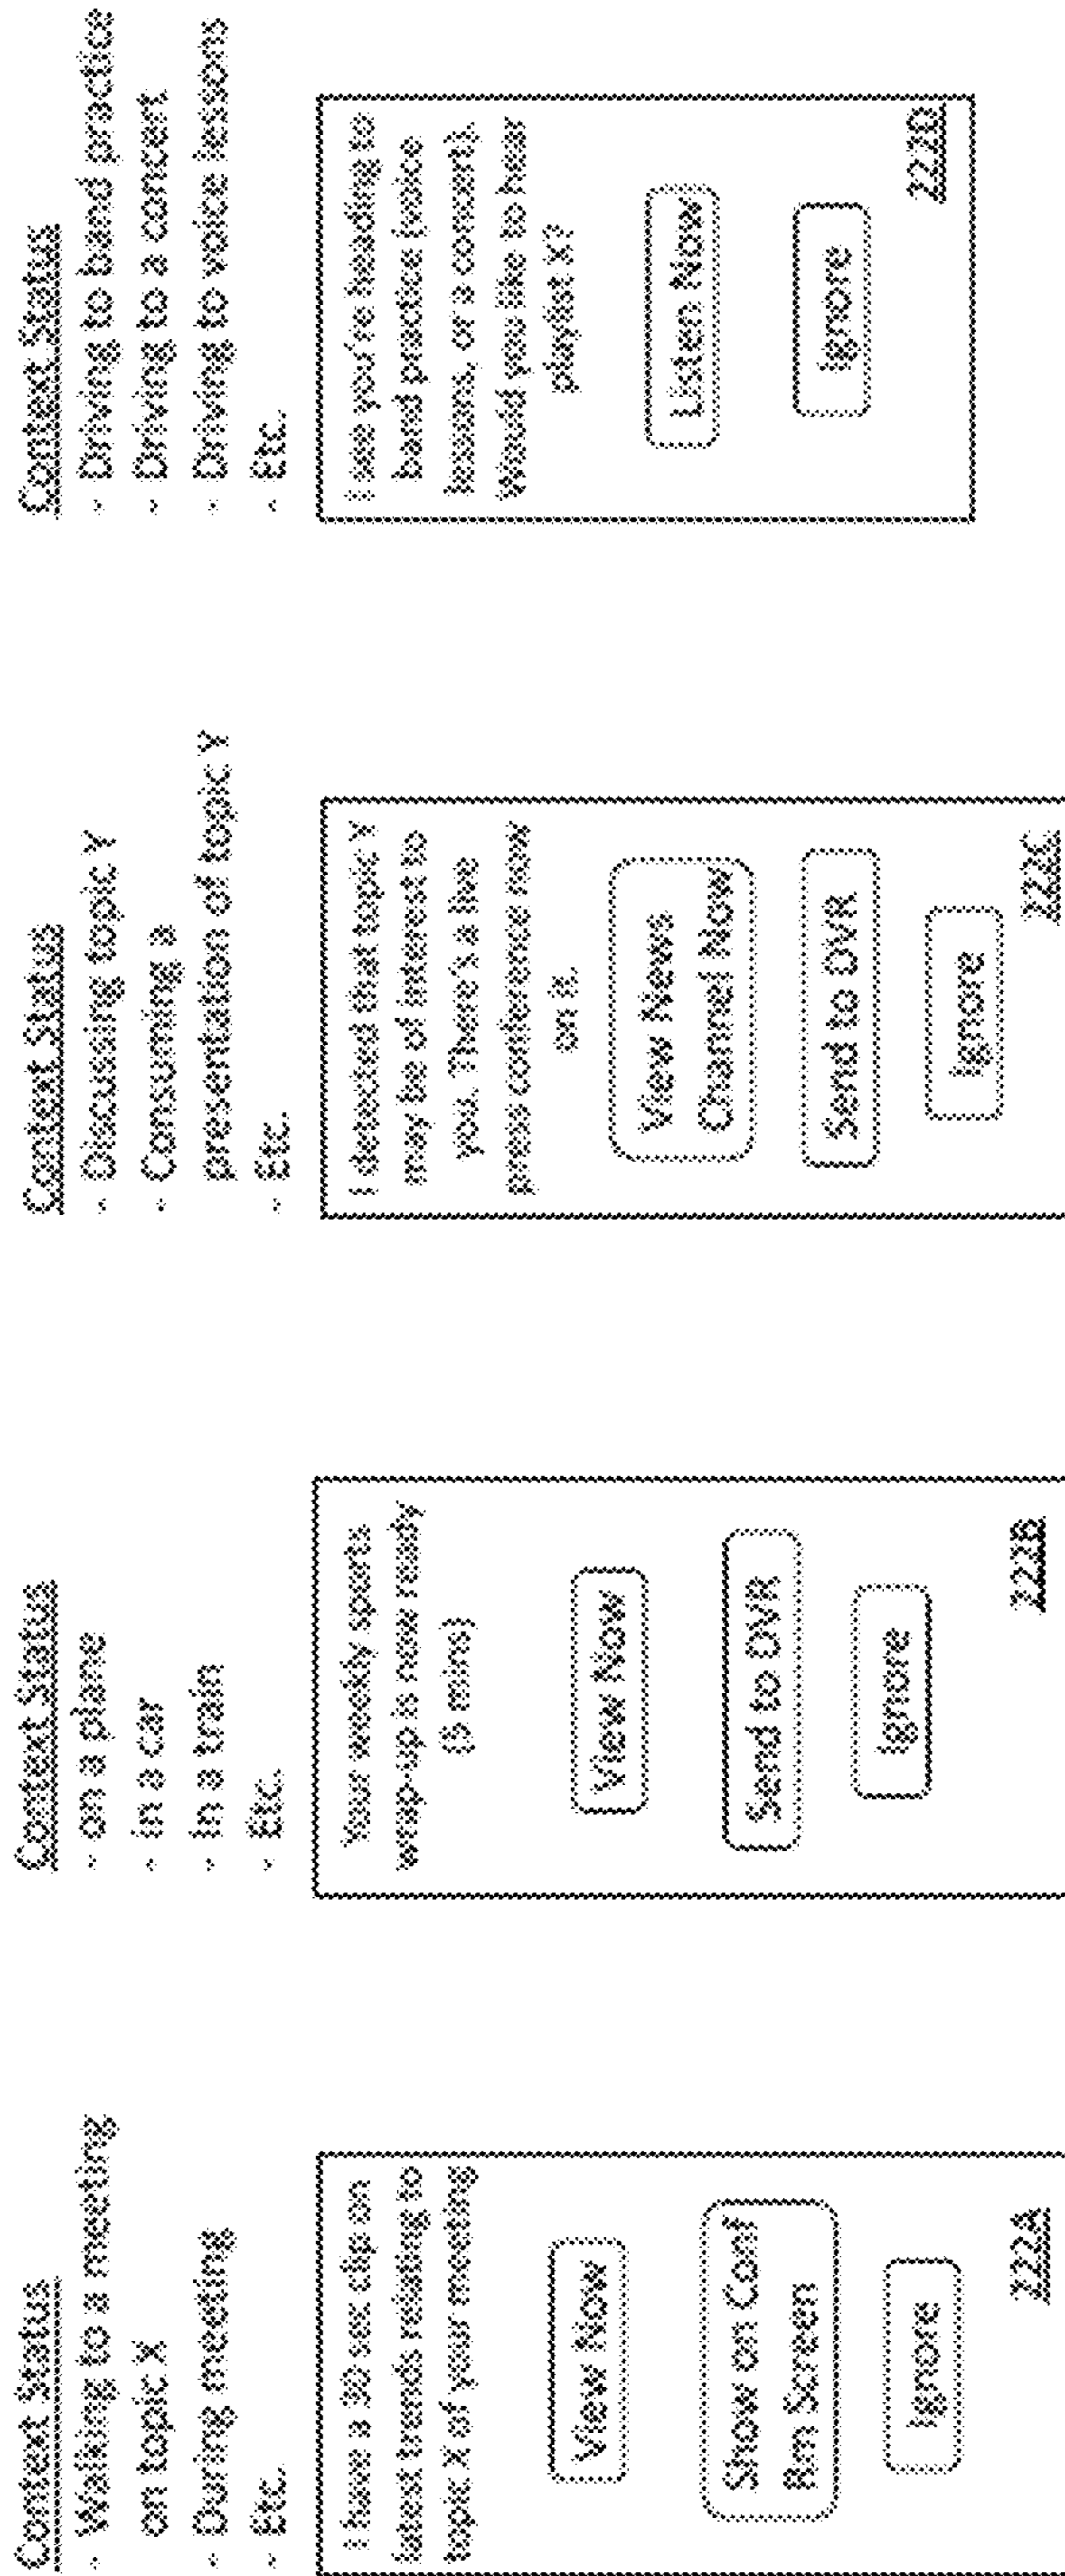 Context Status
- Walking to a meeting
on topic X
- During meeting
- Etc.
I have a 30 sec clip on
latest trends relating to
topic X of your meeting
View Now
Show on Conf
Rm Screen
Ignore
222A
Context Status
- on a plane
- in a car
- In a train
- Etc.
Your weekly sports
wrap-up is now ready
(5 mins)
View Now
Send to DVR
Ignore
222B
Context Status
- Discussing topic Y
- Consuming a
presentation of topic Y
- Etc.
I detected that topic Y
may be of interest to
you. There's a live
press conference now
on it.
View News
Channel Now
Send to DVR
Ignore
222C
Context Status
- Driving to band practice
- Driving to a concert
- Driving to voice lessons
- Etc.
I see you're heading to
band practice (voice
lessons, or a concert).
Would you like to hear
playlist X?
Listen Now
Ignore
222D